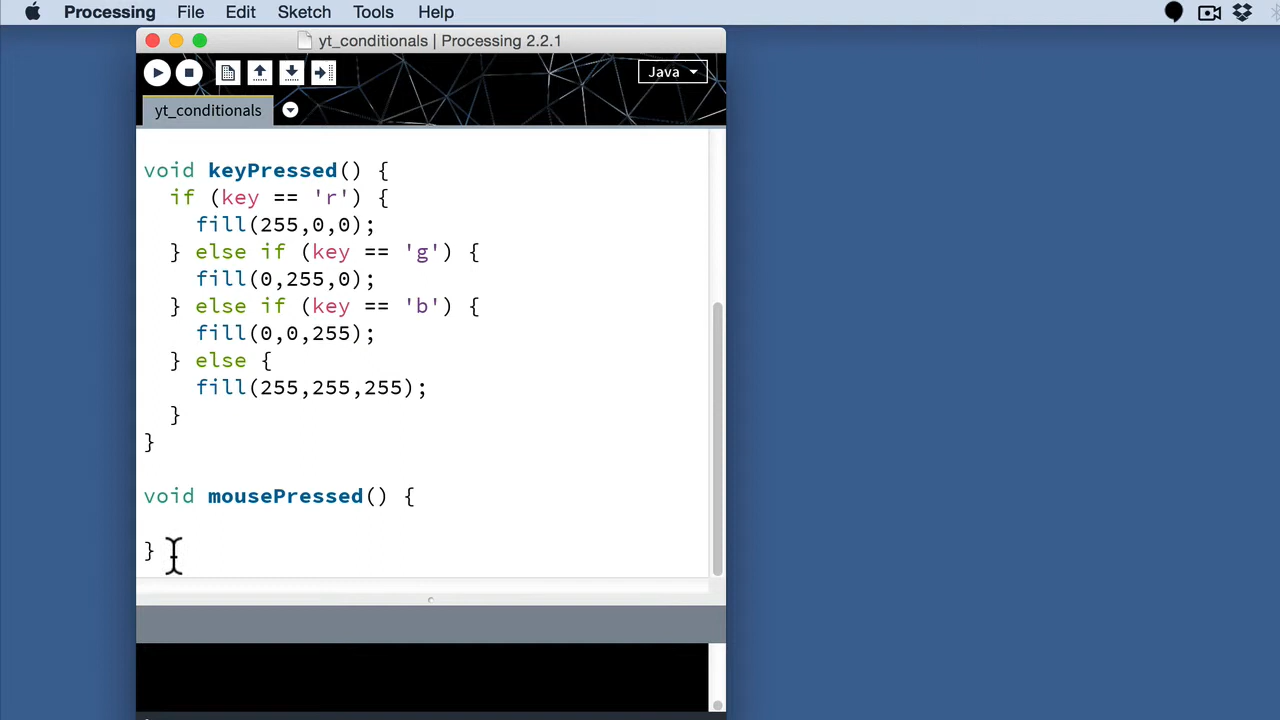 Processing File Edit Sketch Tools Help
yt_conditionals | Processing 2.2.1
Java
yt_conditionals
void keyPressed() {
  if (key == 'r') {
    fill(255,0,0);
  } else if (key == 'g') {
    fill(0,255,0);
  } else if (key == 'b') {
    fill(0,0,255);
  } else {
    fill(255,255,255);
  }
}
void mousePressed() {
}